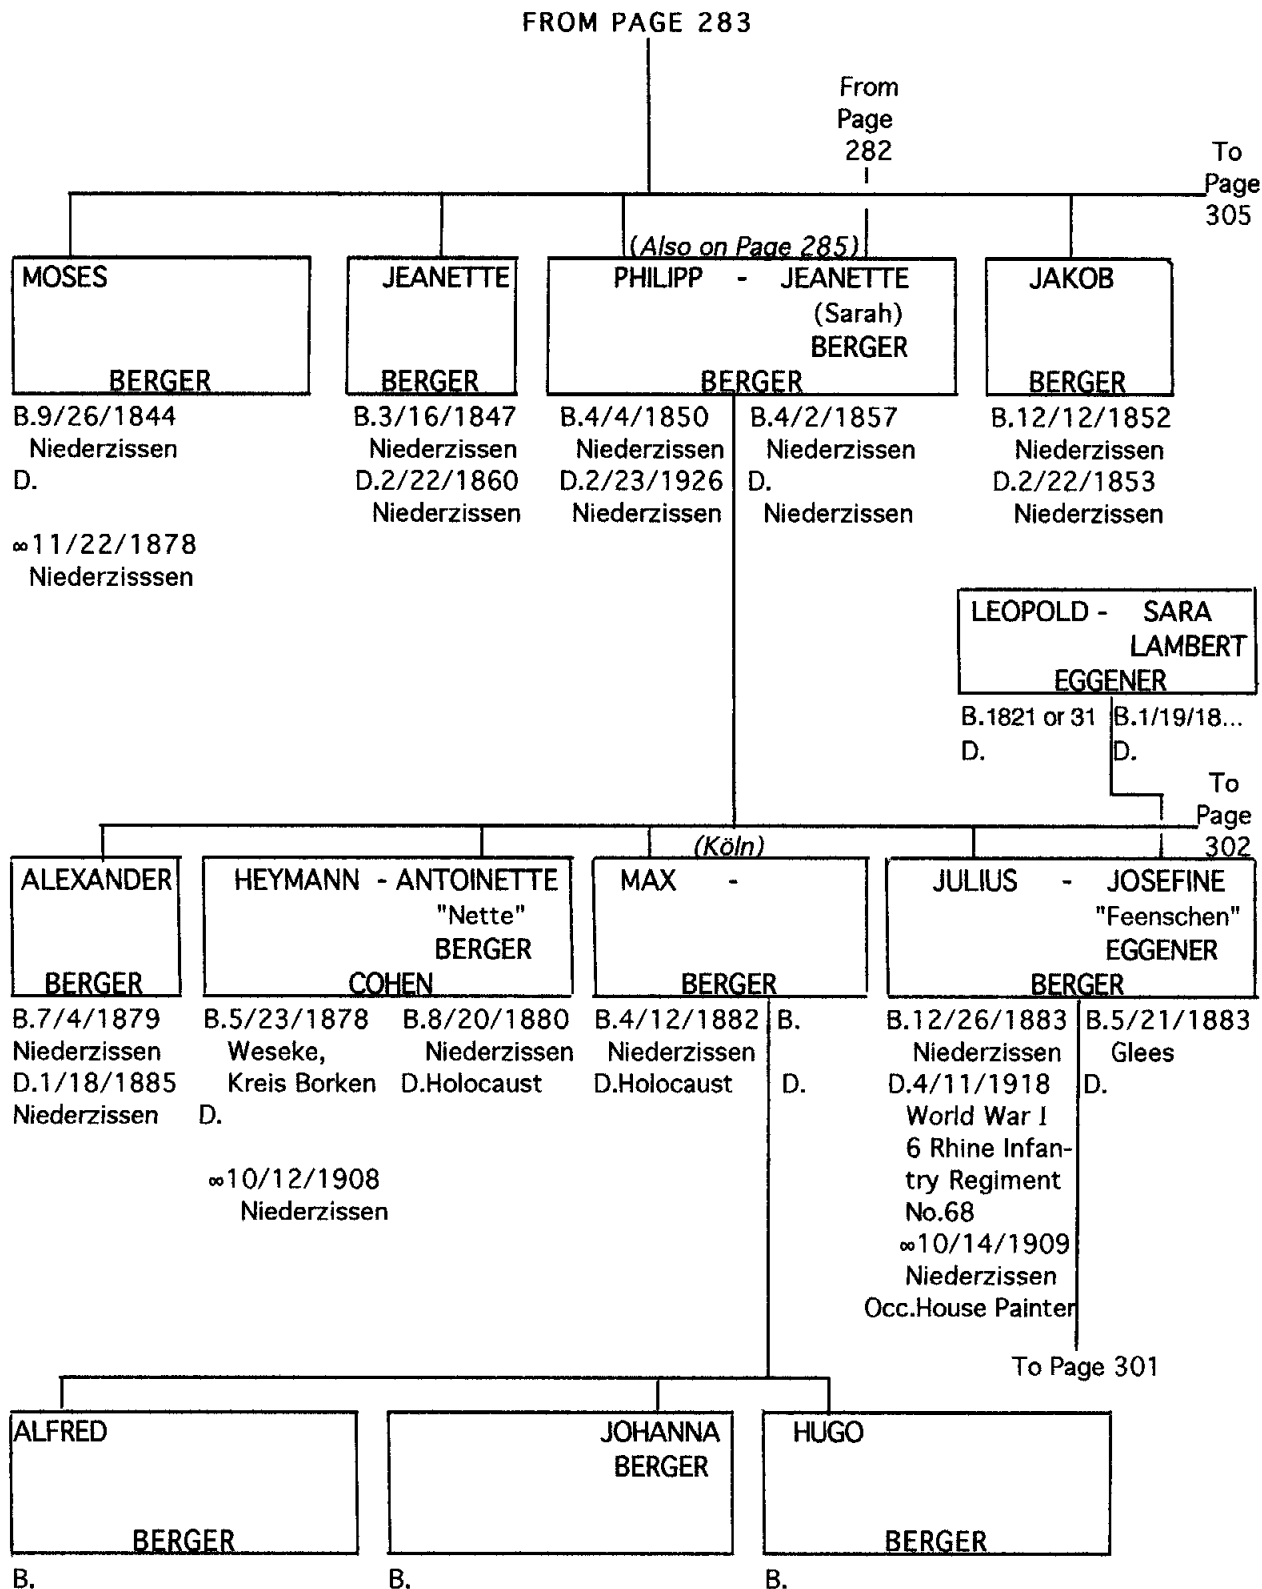 FROM PAGE 283
From
Page
282
To
Page
305
(Also on Page 285)
MOSES
BERGER
B.9/26/1844
Niederzissen
D.
∞11/22/1878
Niederzisssen
JEANETTE
BERGER
B.3/16/1847
Niederzissen
D.2/22/1860
Niederzissen
PHILIPP - JEANETTE
(Sarah)
BERGER
BERGER
B.4/4/1850 B.4/2/1857
Niederzissen Niederzissen
D.2/23/1926 D.
Niederzissen Niederzissen
JAKOB
BERGER
B.12/12/1852
Niederzissen
D.2/22/1853
Niederzissen
LEOPOLD - SARA
LAMBERT
EGGENER
B.1821 or 31 B.1/19/18...
D. D.
To
Page
302
(Köln)
ALEXANDER
BERGER
B.7/4/1879
Niederzissen
D.1/18/1885
Niederzissen
HEYMANN - ANTOINETTE
"Nette"
BERGER
COHEN
B.5/23/1878 B.8/20/1880
Weseke, Niederzissen
Kreis Borken D.Holocaust
D.
∞10/12/1908
Niederzissen
MAX -
BERGER
B.4/12/1882 B.
Niederzissen
D.Holocaust D.
JULIUS - JOSEFINE
"Feenschen"
EGGENER
BERGER
B.12/26/1883 B.5/21/1883
Niederzissen Glees
D.4/11/1918 D.
World War I
6 Rhine Infan-
try Regiment
No.68
∞10/14/1909
Niederzissen
Occ.House Painter
To Page 301
ALFRED
BERGER
B.
JOHANNA
BERGER
B.
HUGO
BERGER
B.